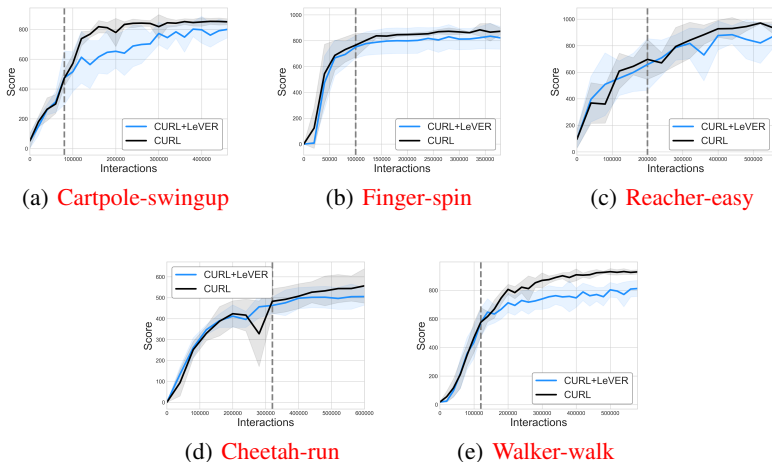 800
600
400
200
0
Score
0
100000
200000
300000
400000
Interactions
CURL+LeVER
CURL
(a) Cartpole-swingup
1000
800
600
400
200
0
Score
0
50000
100000
150000
200000
250000
300000
350000
Interactions
CURL+LeVER
CURL
(b) Finger-spin
1000
800
600
400
200
0
Score
0
100000
200000
300000
400000
500000
Interactions
CURL+LeVER
CURL
(c) Reacher-easy
600
500
400
300
200
100
0
Score
0
100000
200000
300000
400000
500000
600000
Interactions
CURL+LeVER
CURL
(d) Cheetah-run
800
600
400
200
0
Score
0
100000
200000
300000
400000
500000
Interactions
CURL+LeVER
CURL
(e) Walker-walk